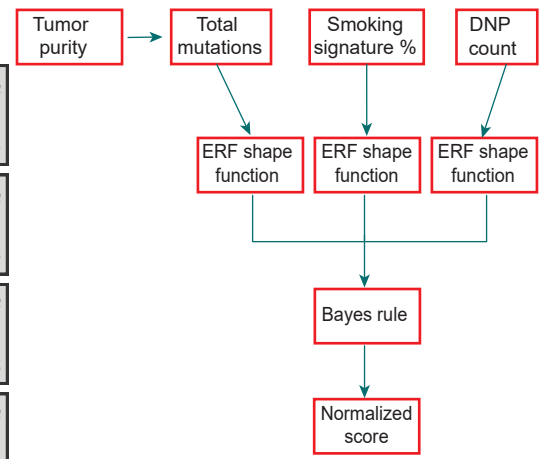 Tumor
purity
Total
mutations
Smoking
signature %
DNP
count
ERF shape
function
ERF shape
function
ERF shape
function
Bayes rule
Normalized
score